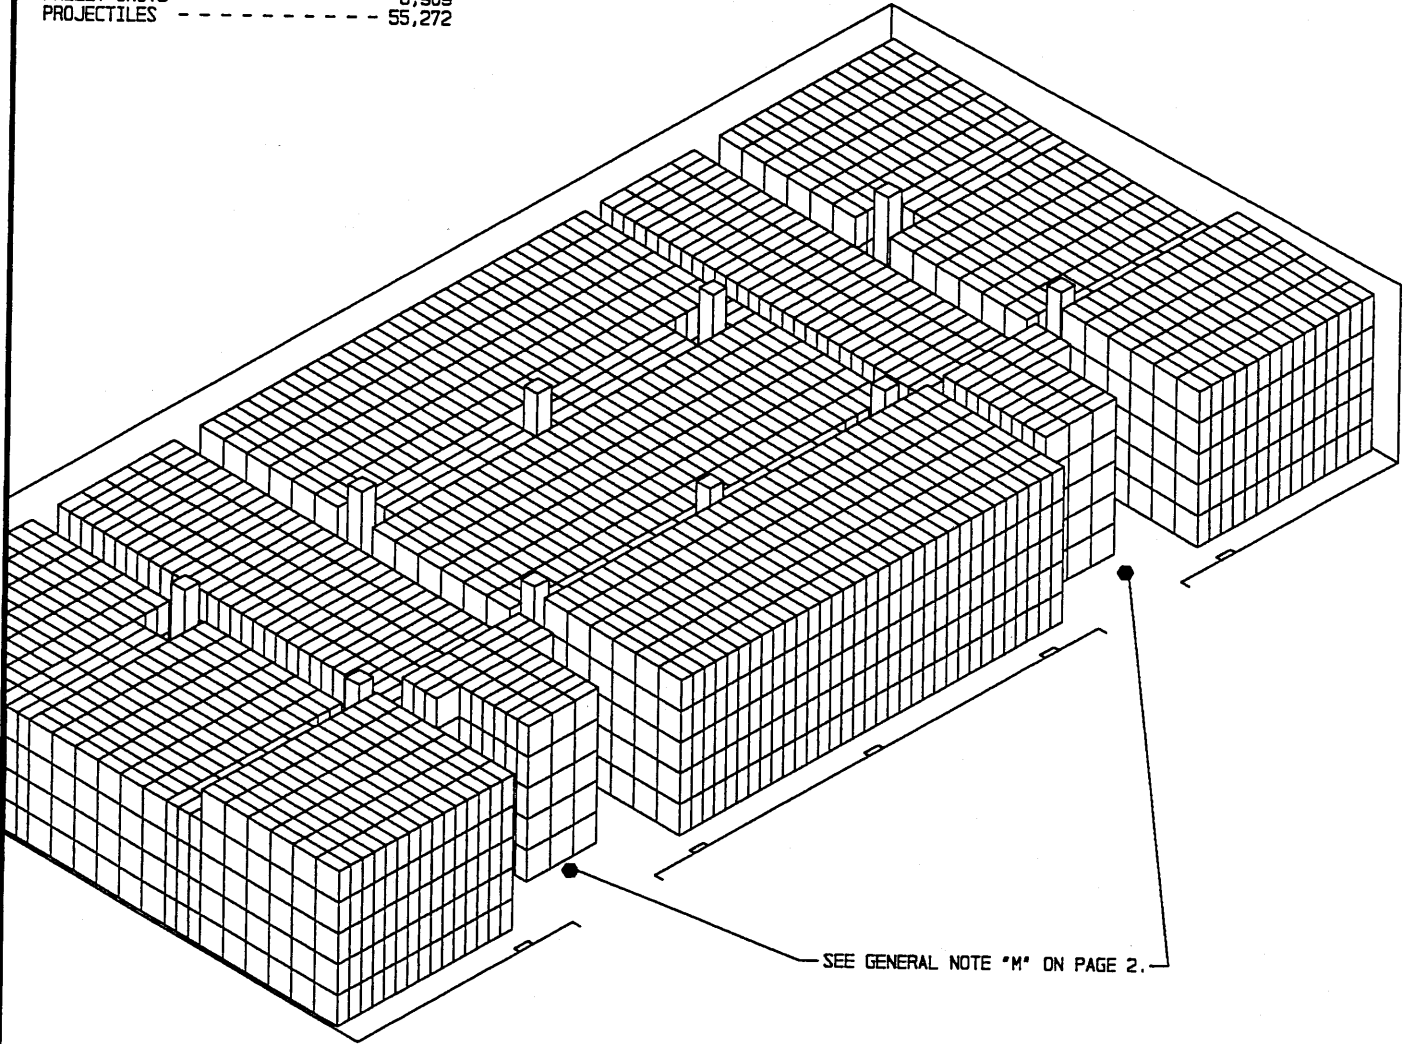 PROJECTILES - - - - - - - - - - - 55,272
SEE GENERAL NOTE "M" ON PAGE 2.